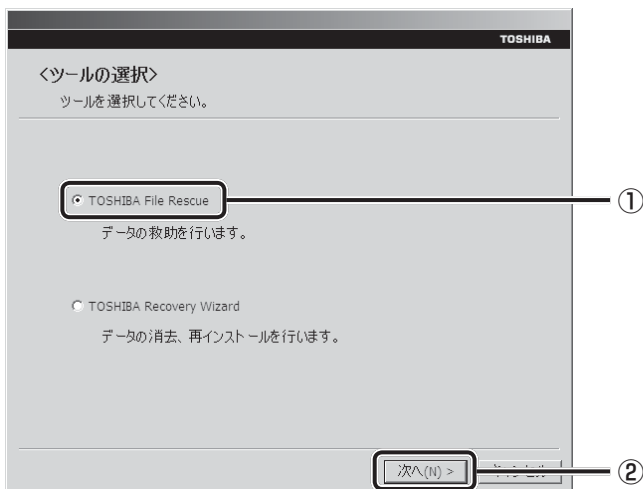 TOSHIBA
<ツールの選択>
ツールを選択してください。
TOSHIBA File Rescue
①
データの救助を行います。
TOSHIBA Recovery Wizard
データの消去、再インストールを行います。
次へ(N) >
②